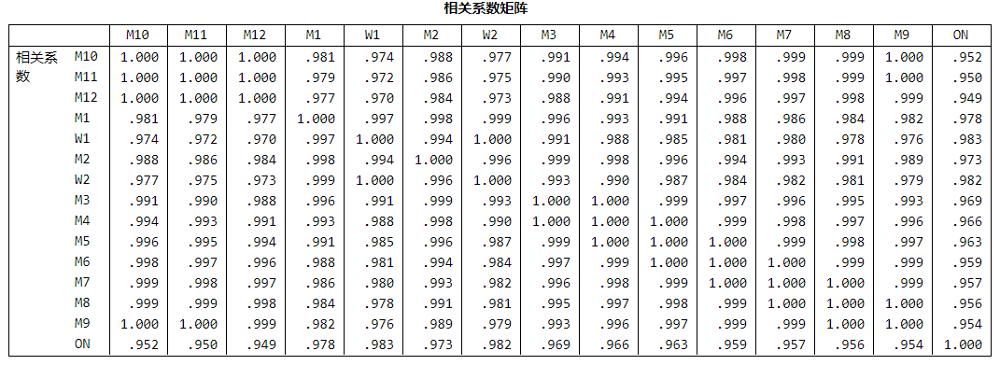 相关系数矩阵
M10 M11 M12 M1 W1 M2 W2 M3 M4 M5 M6 M7 M8 M9 ON
相关系数 M10 1.000 1.000 1.000 .981 .974 .988 .977 .991 .994 .996 .998 .999 .999 1.000 .952
M11 1.000 1.000 1.000 .979 .972 .986 .975 .990 .993 .995 .997 .998 .999 1.000 .950
M12 1.000 1.000 1.000 .977 .970 .984 .973 .988 .991 .994 .996 .997 .998 .999 .949
M1 .981 .979 .977 1.000 .997 .998 .999 .996 .993 .991 .988 .986 .984 .982 .978
W1 .974 .972 .970 .997 1.000 .994 1.000 .991 .988 .985 .981 .980 .978 .976 .983
M2 .988 .986 .984 .998 .994 1.000 .996 .999 .998 .996 .994 .993 .991 .989 .973
W2 .977 .975 .973 .999 1.000 .996 1.000 .993 .990 .987 .984 .982 .981 .979 .982
M3 .991 .990 .988 .996 .991 .999 .993 1.000 1.000 .999 .997 .996 .995 .993 .969
M4 .994 .993 .991 .993 .988 .998 .990 1.000 1.000 1.000 .999 .998 .997 .996 .966
M5 .996 .995 .994 .991 .985 .996 .987 .999 1.000 1.000 1.000 .999 .998 .997 .963
M6 .998 .997 .996 .988 .981 .994 .984 .997 .999 1.000 1.000 1.000 .999 .999 .959
M7 .999 .998 .997 .986 .980 .993 .982 .996 .998 .999 1.000 1.000 1.000 .999 .957
M8 .999 .999 .998 .984 .978 .991 .981 .995 .997 .998 .999 1.000 1.000 1.000 .956
M9 1.000 1.000 .999 .982 .976 .989 .979 .993 .996 .997 .999 .999 1.000 1.000 .954
ON .952 .950 .949 .978 .983 .973 .982 .969 .966 .963 .959 .957 .956 .954 1.000